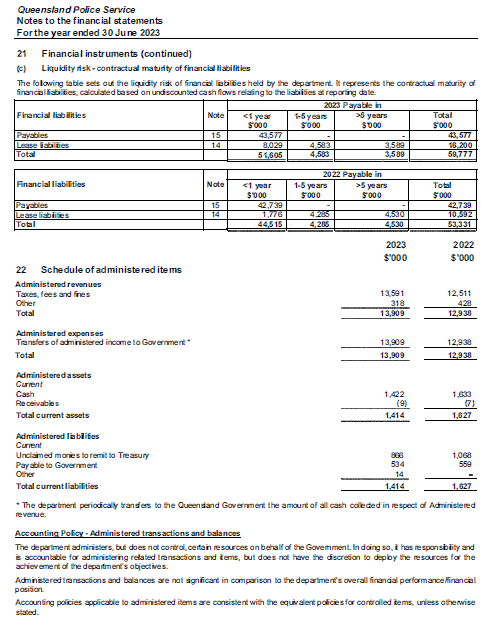 Queensland Police Service
Notes to the financial statements
For the year ended 30 June 2023
21 Financial instruments (continued)
(c) Liquidity risk - contractual maturity of financial liabilities
The following table sets out the liquidity risk of financial liabilities held by the department. It represents the contractual maturity of
financial liabilities, calculated based on undiscounted cash flows relating to the liabilities at reporting date.
2023 Payable in
Financial liabilities Note <1 year 1-5 years >5 years Total
$'000 $'000 $'000 $'000
Payables 15 43,577 - - 43,577
Lease liabilities 14 8,029 4,583 3,589 16,200
Total 51,605 4,583 3,589 59,777
2022 Payable in
Financial liabilities Note <1 year 1-5 years >5 years Total
$'000 $'000 $'000 $'000
Payables 15 42,739 - - 42,739
Lease liabilities 14 1,776 4,285 4,530 10,592
Total 44,515 4,285 4,530 53,331
2023 2022
$'000 $'000
22 Schedule of administered items
Administered revenues
Taxes, fees and fines 13,591 12,511
Other 318 428
Total 13,909 12,938
Administered expenses
Transfers of administered income to Government * 13,909 12,938
Total 13,909 12,938
Administered assets
Current
Cash 1,422 1,633
Receivables (9) (7)
Total current assets 1,414 1,627
Administered liabilities
Current
Unclaimed monies to remit to Treasury 866 1,068
Payable to Government 534 559
Other 14 -
Total current liabilities 1,414 1,627
* The department periodically transfers to the Queensland Government the amount of all cash collected in respect of Administered
revenue.
Accounting Policy - Administered transactions and balances
The department administers, but does not control, certain resources on behalf of the Government. In doing so, it has responsibility and
is accountable for administering related transactions and items, but does not have the discretion to deploy the resources for the
achievement of the department's objectives.
Administered transactions and balances are not significant in comparison to the department's overall financial performance/financial
position.
Accounting policies applicable to administered items are consistent with the equivalent policies for controlled items, unless otherwise
stated.